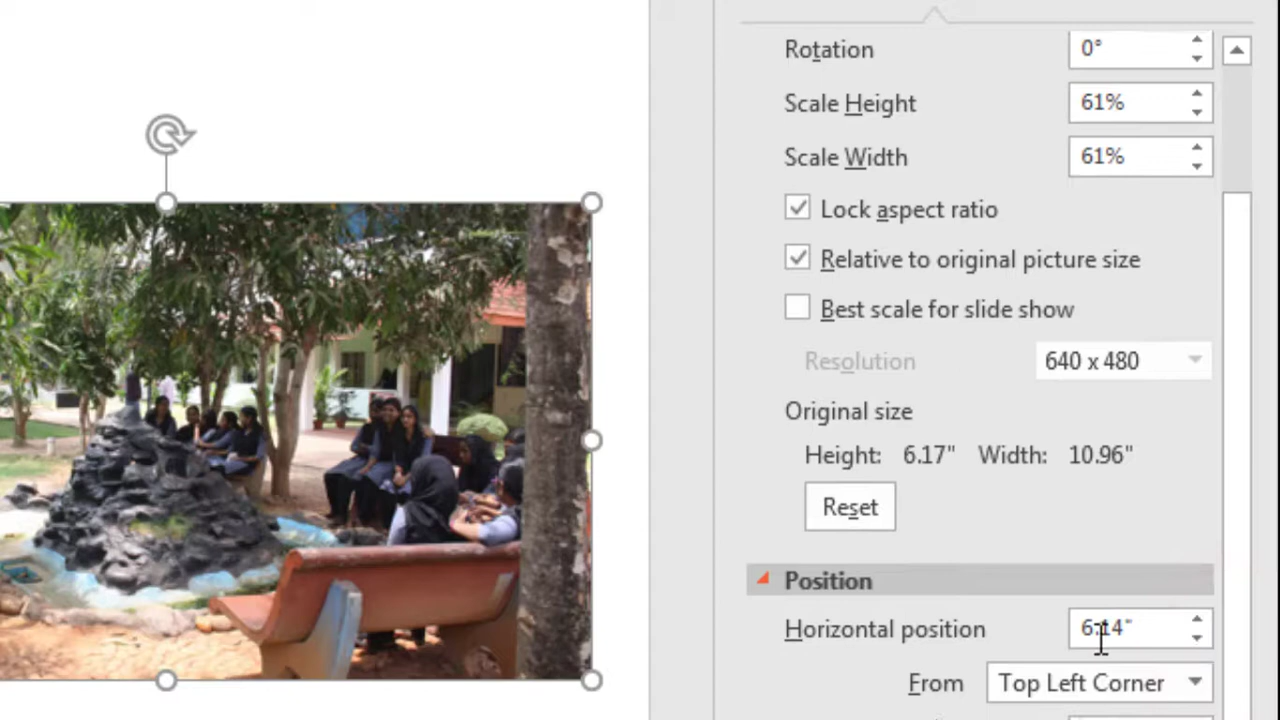 Rotation 0°
Scale Height 61%
Scale Width 61%
Lock aspect ratio
Relative to original picture size
Best scale for slide show
Resolution 640 x 480
Original size
Height: 6.17" Width: 10.96"
Reset
Position
Horizontal position 6.14"
From Top Left Corner